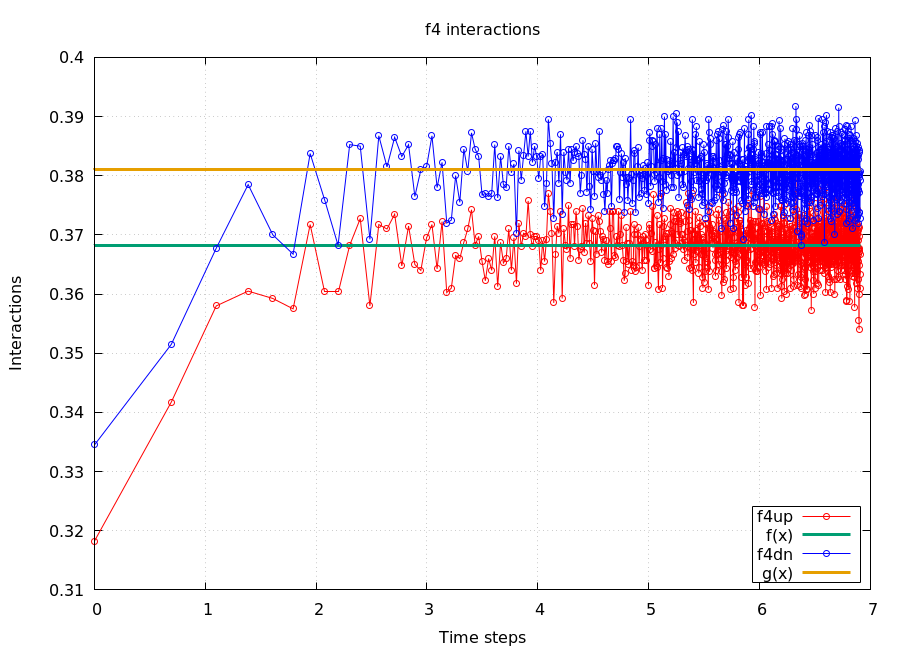 f4 interactions
0.4
0.39
0.38
0.37
0.36
0.35
0.34
0.33
0.32
0.31
Interactions
0 1 2 3 4 5 6 7
Time steps
f4up
f(x)
f4dn
g(x)